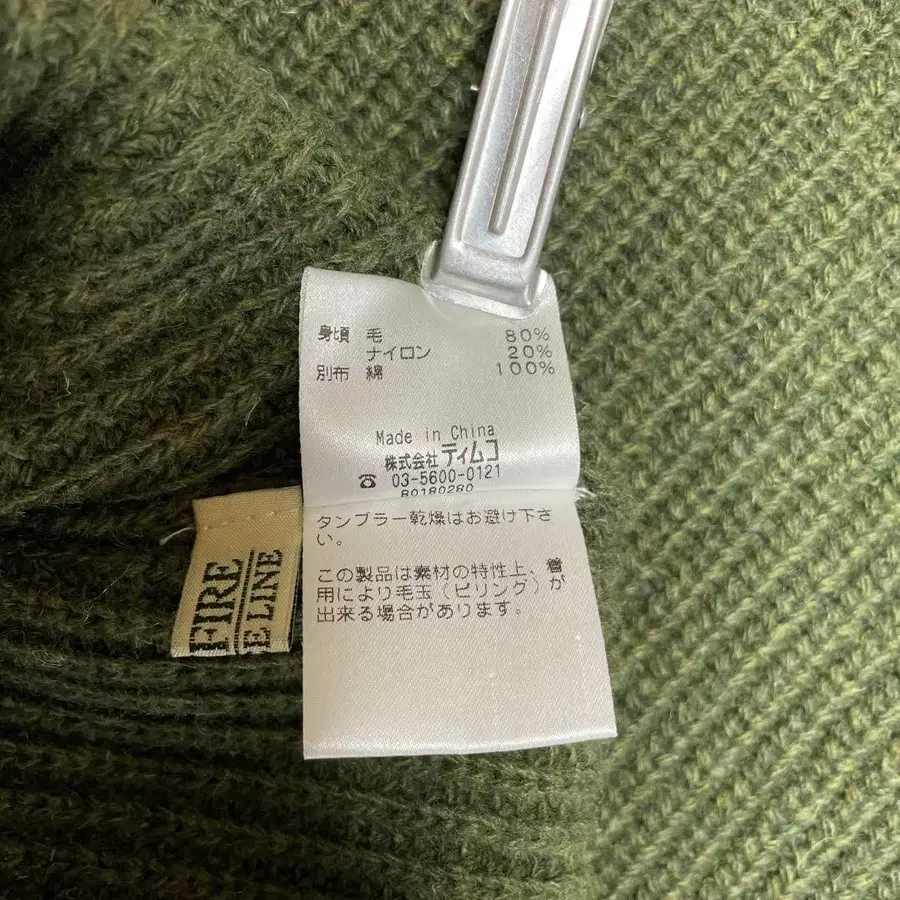 身頃 毛 80%
ナイロン 20%
別布 綿 100%
Made in China
株式会社 ティムコ
☎ 03-5600-0121
80180280
タンブラー乾燥はお避け下さ
い。
この製品は素材の特性上、着
用により毛玉（ピリング）が
出来る場合があります。
FIRE
E LINE